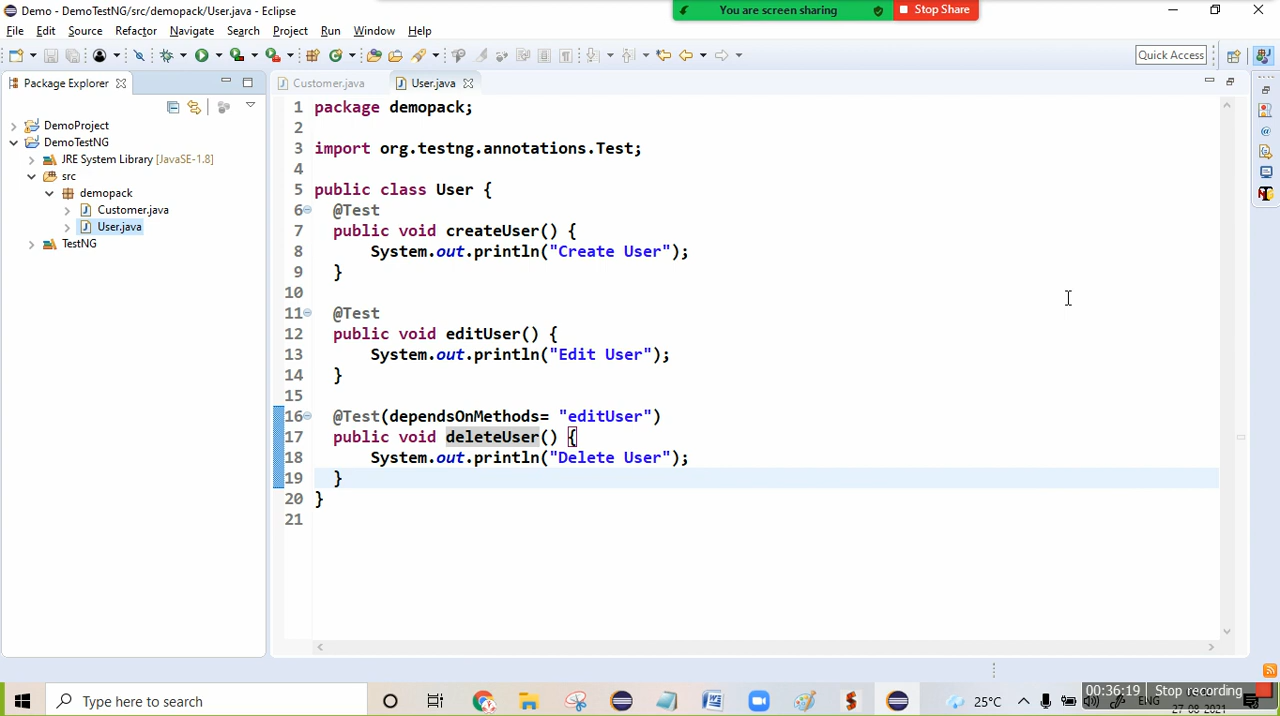 Demo - DemoTestNG/src/demopack/User.java - Eclipse
You are screen sharing
Stop Share
File Edit Source Refactor Navigate Search Project Run Window Help
Quick Access
Package Explorer
Customer.java
User.java
DemoProject
DemoTestNG
JRE System Library [JavaSE-1.8]
src
demopack
Customer.java
User.java
TestNG
1 package demopack;
2
3 import org.testng.annotations.Test;
4
5 public class User {
6 @Test
7 public void createUser() {
8 System.out.println("Create User");
9 }
10
11 @Test
12 public void editUser() {
13 System.out.println("Edit User");
14 }
15
16 @Test(dependsOnMethods= "editUser")
17 public void deleteUser() {
18 System.out.println("Delete User");
19 }
20 }
21
Type here to search
25°C
ENG
00:36:19 Stop recording
27-08-2021